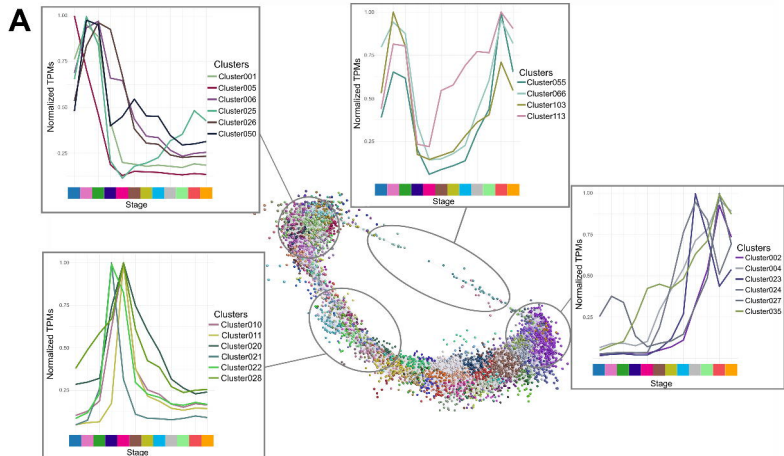 A
Normalized TPMs
1.00
0.75
0.50
0.25
Stage
Clusters
Cluster001
Cluster005
Cluster006
Cluster025
Cluster026
Cluster050
Normalized TPMs
1.00
0.75
0.50
0.25
Stage
Clusters
Cluster055
Cluster066
Cluster103
Cluster113
Normalized TPMs
1.00
0.75
0.50
0.25
Stage
Clusters
Cluster002
Cluster004
Cluster023
Cluster024
Cluster027
Cluster035
Normalized TPMs
1.00
0.75
0.50
0.25
Stage
Clusters
Cluster010
Cluster011
Cluster020
Cluster021
Cluster022
Cluster028